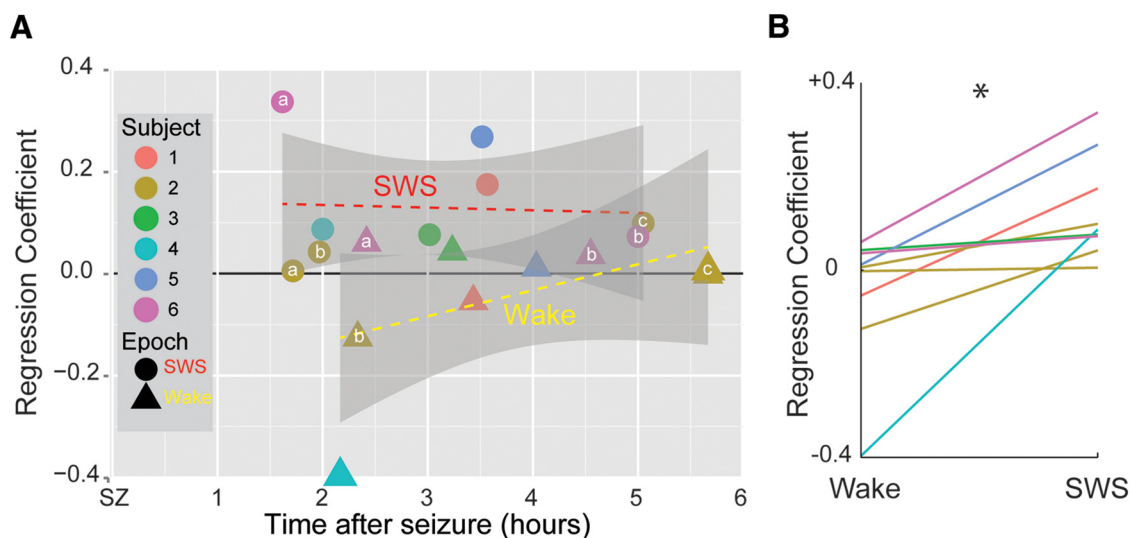 A
Regression Coefficient
0.4
0.2
0.0
−0.2
−0.4
Subject
1
2
3
4
5
6
Epoch
SWS
Wake
a
SWS
c
b
b
a
b
a
c
b
Wake
SZ 1 2 3 4 5 6
Time after seizure (hours)
B
Regression Coefficient
+0.4
*
0
-0.4
Wake SWS